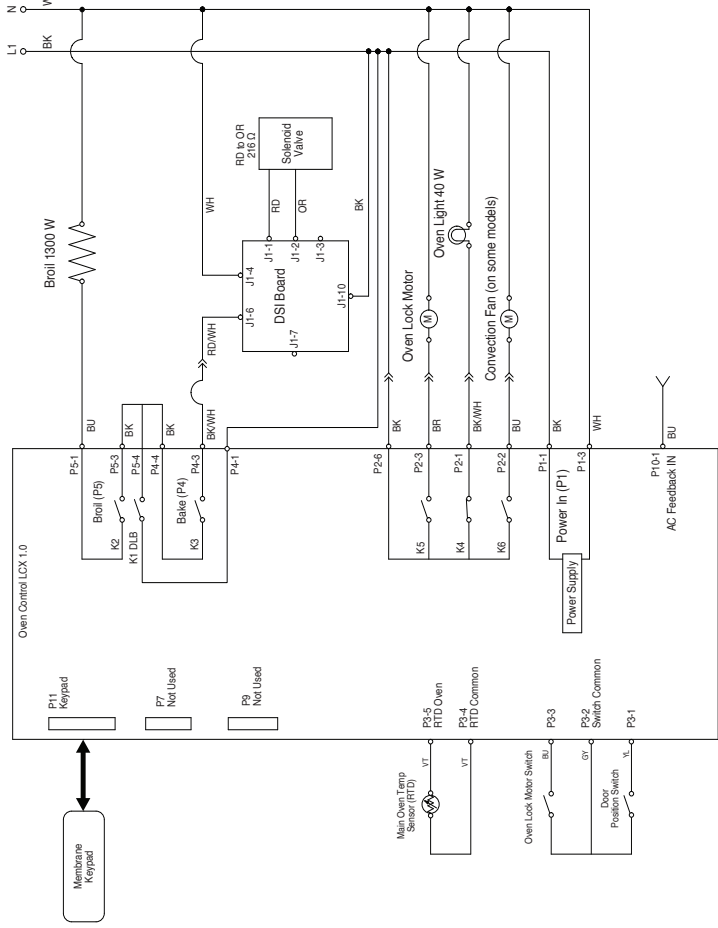 Membrane
Keypad
Main Oven Temp
Sensor (RTD)
Oven Lock Motor Switch
Door
Position Switch
VT
VT
BU
GY
YL
Oven Control LCX 1.0
P11
Keypad
P7
Not Used
P9
Not Used
P3-5
RTD Oven
P3-4
RTD Common
P3-3
P3-2
Switch Common
P3-1
K2
K1 DLB
K3
K5
K4
K6
Power Supply
Broil (P5)
Bake (P4)
Power In (P1)
P5-1
P5-3
P5-4
P4-4
P4-3
P4-1
P2-6
P2-3
P2-1
P2-2
P1-1
P1-3
P10-1
AC Feedback IN
BU
BK
BK
BK/WH
BK
BR
BK/WH
BU
BK
WH
BU
RD/WH
Broil 1300 W
WH
J1-4
J1-6
J1-7
DSI Board
J1-1
J1-2
J1-3
J1-10
RD
OR
BK
RD to OR
216 Ω
Solenoid
Valve
Oven Lock Motor
M
Oven Light 40 W
Convection Fan (on some models)
M
L1
BK
N